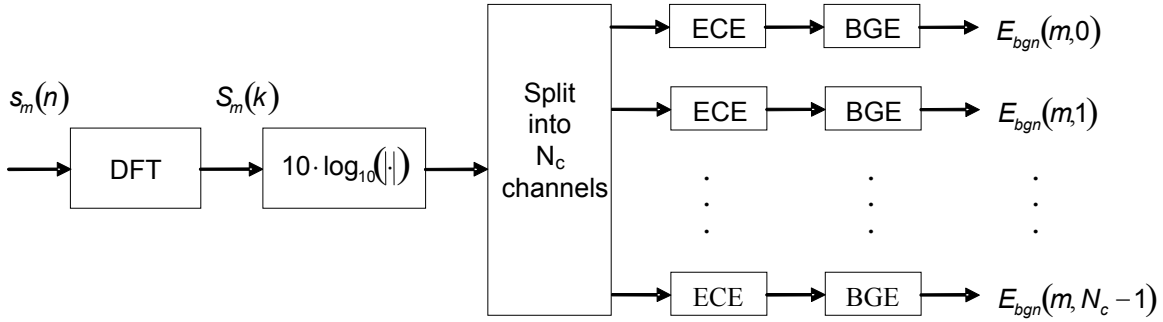 s_m(n)
DFT
S_m(k)
10·log₁₀(|·|)
Split
into
N_c
channels
ECE
BGE
E_bgn(m,0)
ECE
BGE
E_bgn(m,1)
ECE
BGE
E_bgn(m, N_c −1)